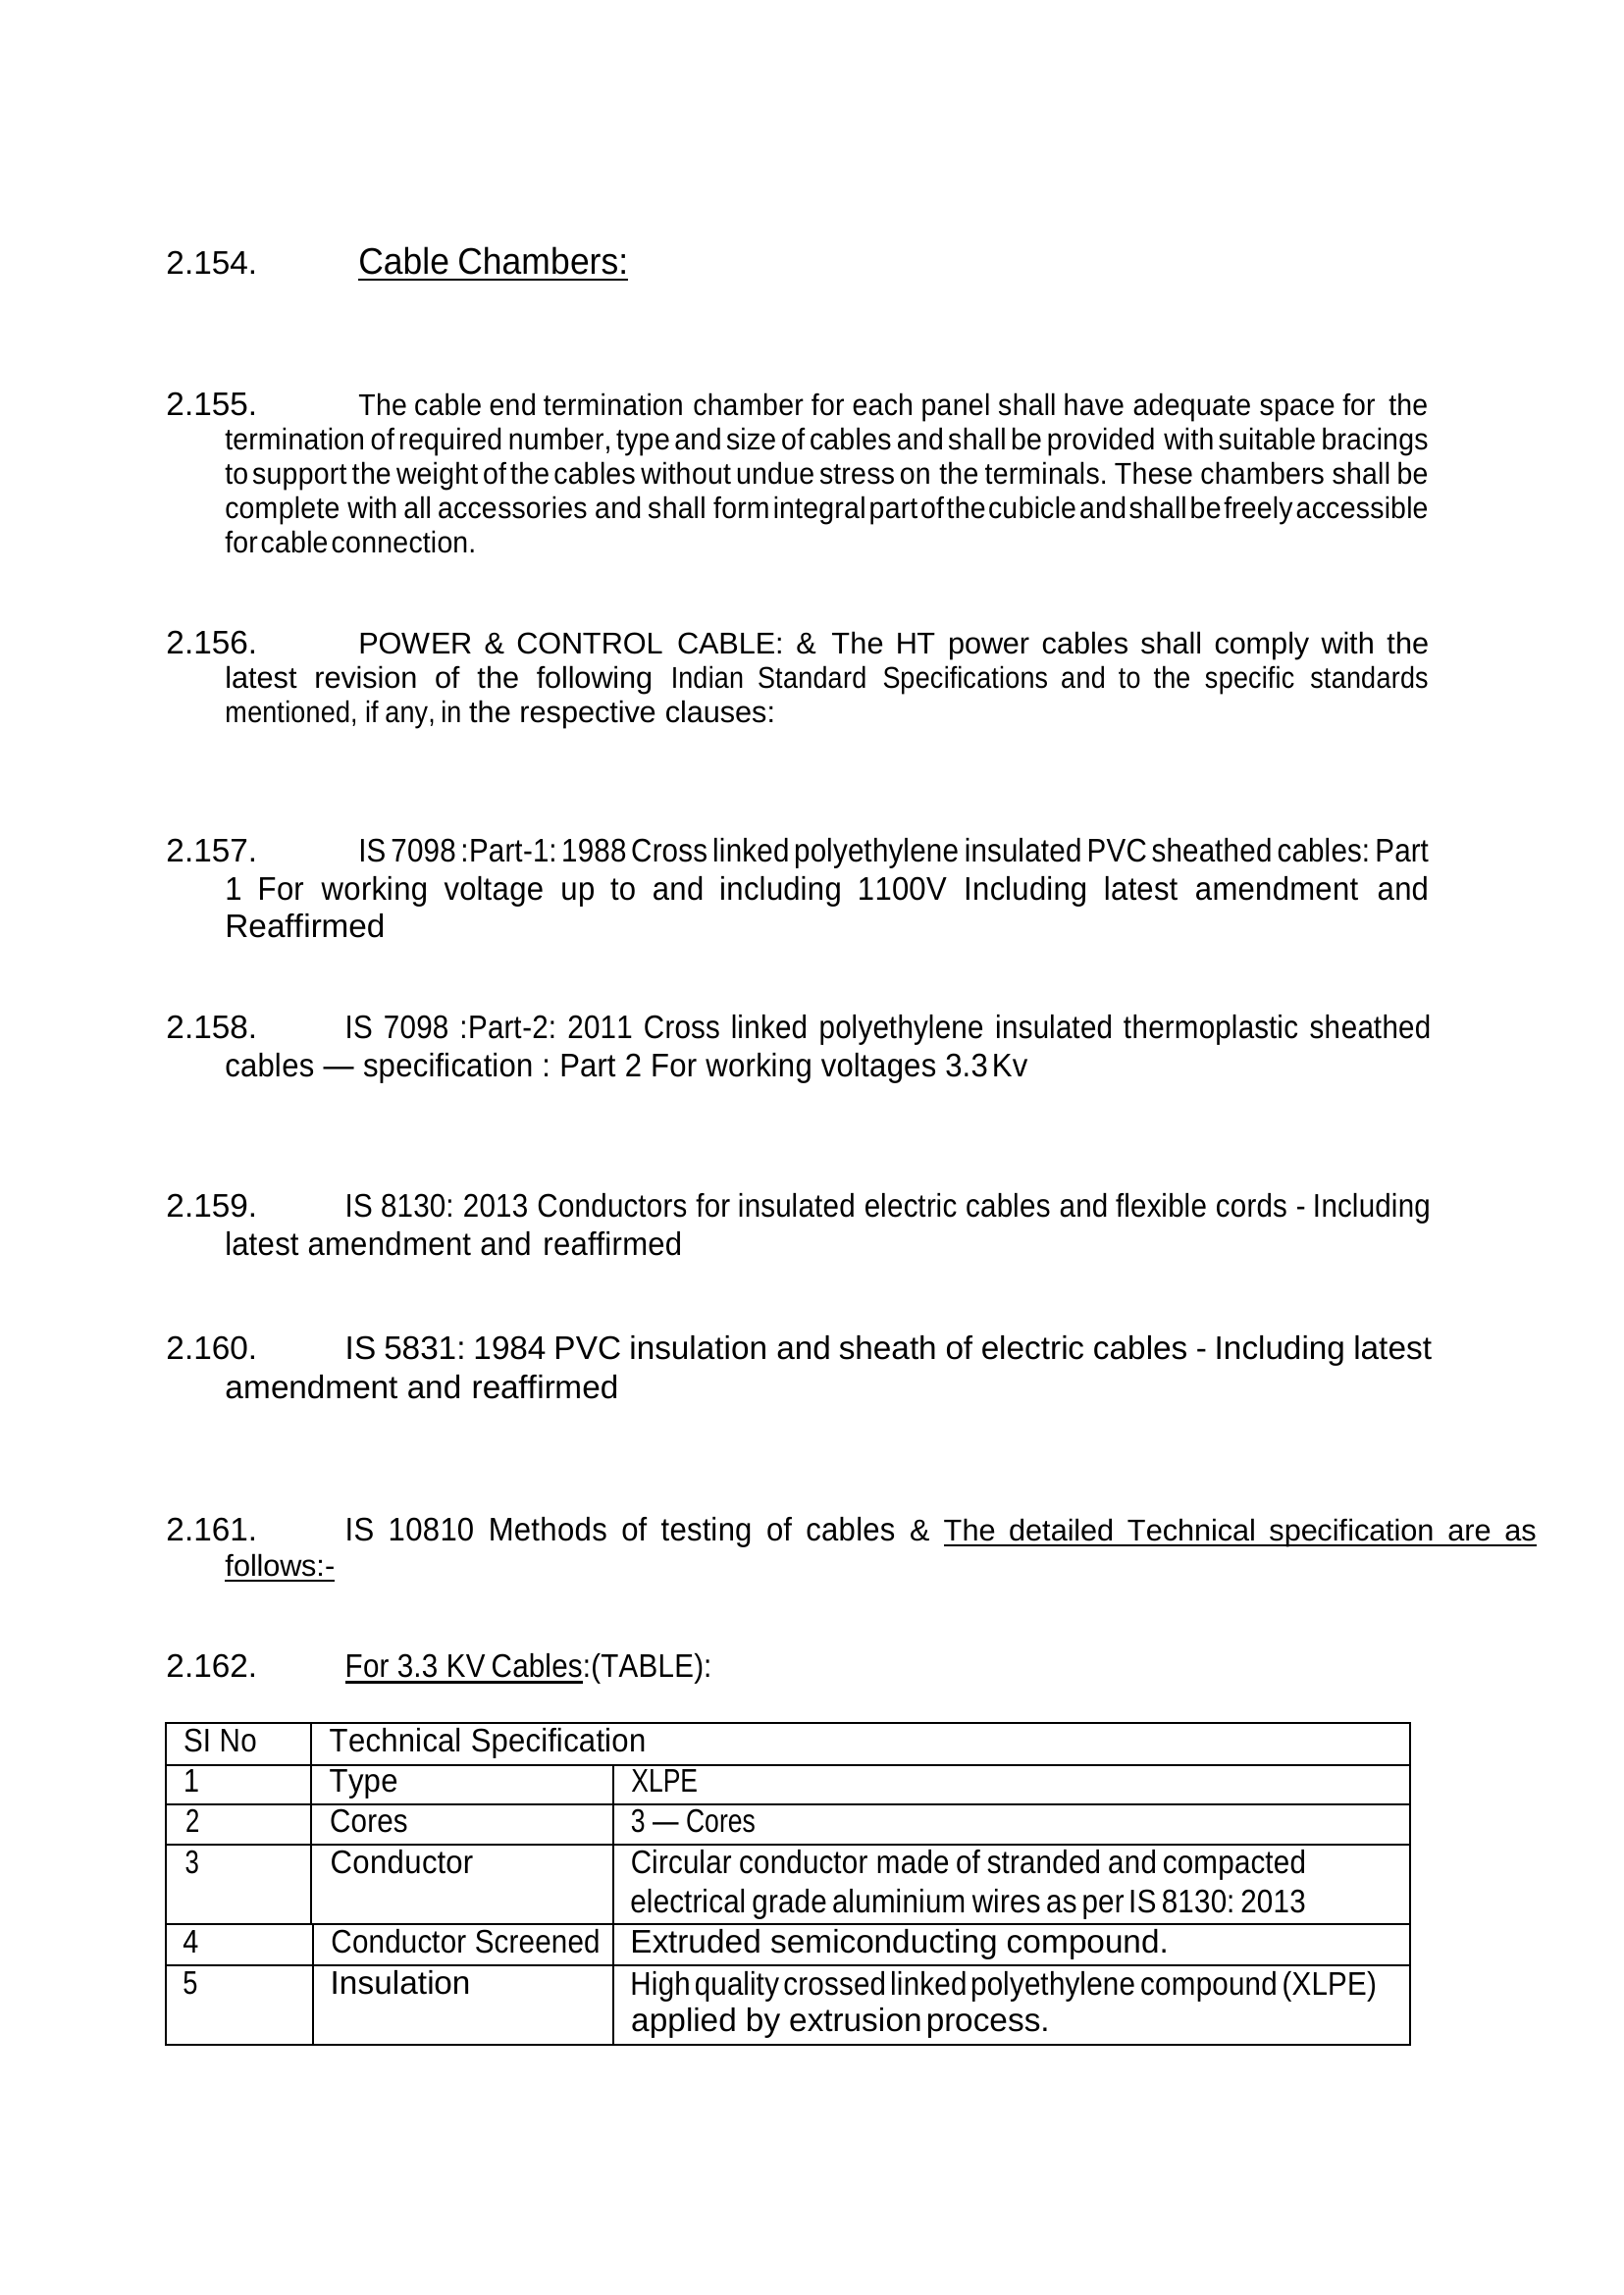 2.154. Cable Chambers:
2.155. The cable end termination chamber for each panel shall have adequate space for the
termination of required number, type and size of cables and shall be provided with suitable bracings
to support the weight of the cables without undue stress on the terminals. These chambers shall be
complete with all accessories and shall form integral part of the cubicle and shall be freely accessible
for cable connection.
2.156. POWER & CONTROL CABLE: & The HT power cables shall comply with the
latest revision of the following Indian Standard Specifications and to the specific standards
mentioned, if any, in the respective clauses:
2.157. IS 7098 :Part-1: 1988 Cross linked polyethylene insulated PVC sheathed cables: Part
1 For working voltage up to and including 1100V Including latest amendment and
Reaffirmed
2.158. IS 7098 :Part-2: 2011 Cross linked polyethylene insulated thermoplastic sheathed
cables — specification : Part 2 For working voltages 3.3 Kv
2.159. IS 8130: 2013 Conductors for insulated electric cables and flexible cords - Including
latest amendment and reaffirmed
2.160. IS 5831: 1984 PVC insulation and sheath of electric cables - Including latest
amendment and reaffirmed
2.161. IS 10810 Methods of testing of cables & The detailed Technical specification are as
follows:-
2.162. For 3.3 KV Cables:(TABLE):
SI No Technical Specification
1 Type XLPE
2 Cores 3 — Cores
3 Conductor Circular conductor made of stranded and compacted
electrical grade aluminium wires as per IS 8130: 2013
4 Conductor Screened Extruded semiconducting compound.
5 Insulation High quality crossed linked polyethylene compound (XLPE)
applied by extrusion process.